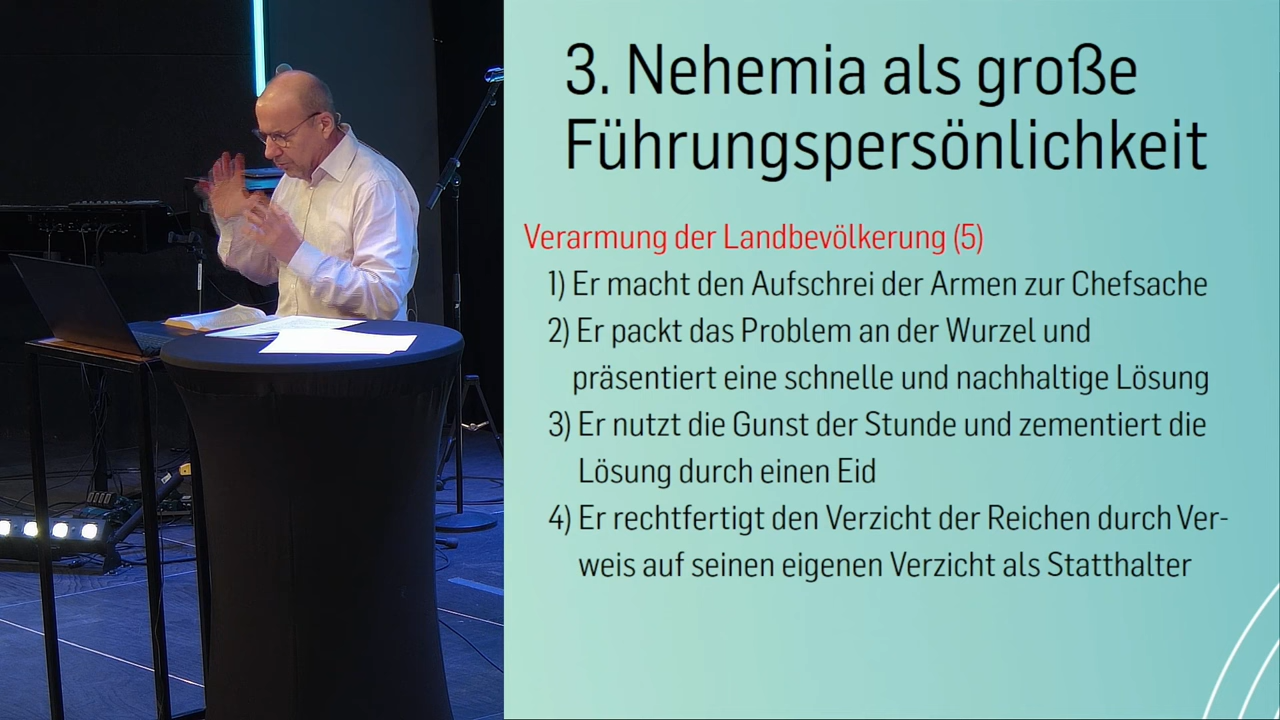 3. Nehemia als große
Führungspersönlichkeit
Verarmung der Landbevölkerung (5)
1) Er macht den Aufschrei der Armen zur Chefsache
2) Er packt das Problem an der Wurzel und
präsentiert eine schnelle und nachhaltige Lösung
3) Er nutzt die Gunst der Stunde und zementiert die
Lösung durch einen Eid
4) Er rechtfertigt den Verzicht der Reichen durch Ver-
weis auf seinen eigenen Verzicht als Statthalter